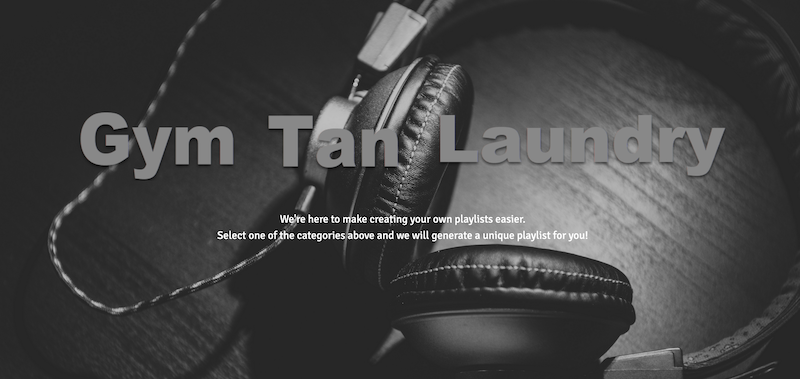 Gym Tan Laundry
We're here to make creating your own playlists easier.
Select one of the categories above and we will generate a unique playlist for you!